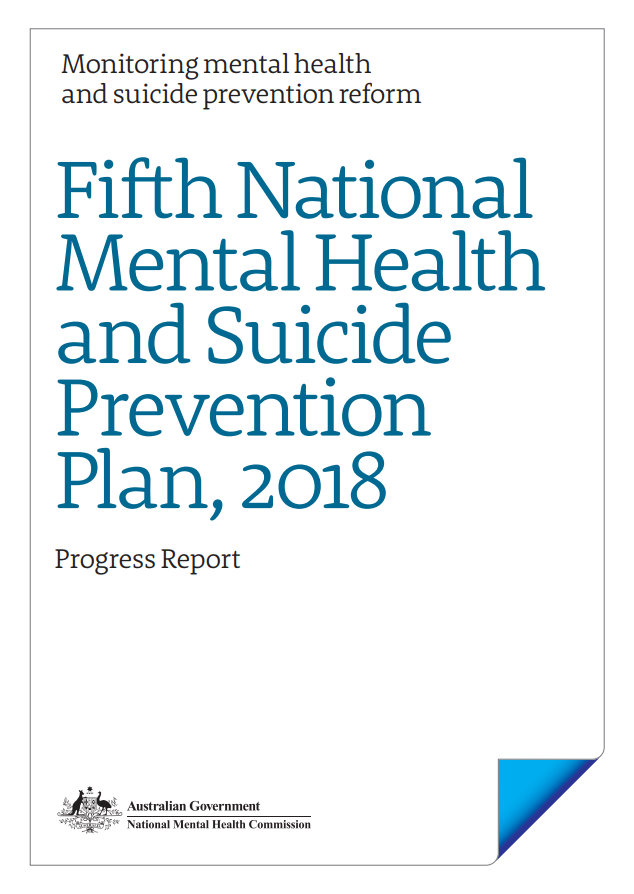 Monitoring mental health
and suicide prevention reform
Fifth National
Mental Health
and Suicide
Prevention
Plan, 2018
Progress Report
Australian Government
National Mental Health Commission